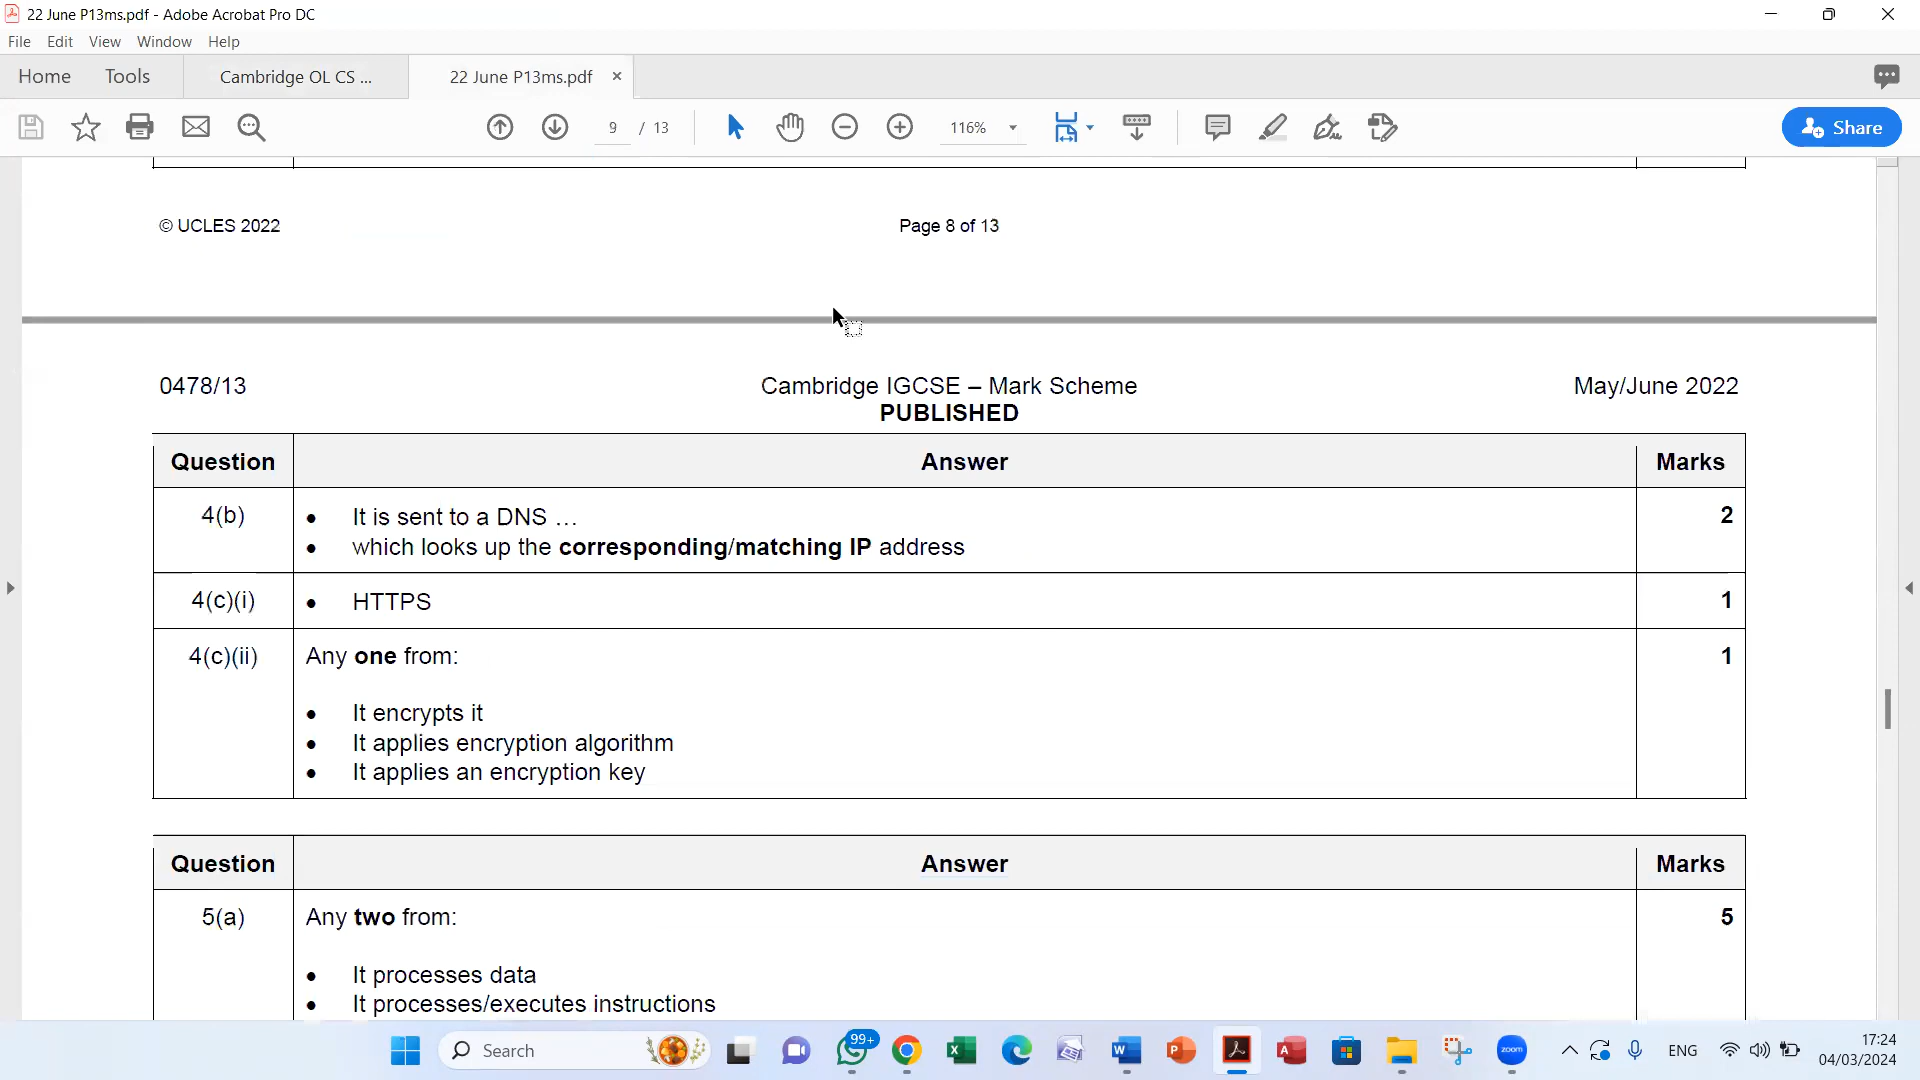 22 June P13ms.pdf - Adobe Acrobat Pro DC
File Edit View Window Help
Home Tools Cambridge OL CS ... 22 June P13ms.pdf
9 / 13 116% Share
© UCLES 2022 Page 8 of 13
0478/13 Cambridge IGCSE – Mark Scheme May/June 2022
PUBLISHED
Question Answer Marks
4(b) • It is sent to a DNS … 2
• which looks up the corresponding/matching IP address
4(c)(i) • HTTPS 1
4(c)(ii) Any one from: 1
• It encrypts it
• It applies encryption algorithm
• It applies an encryption key
Question Answer Marks
5(a) Any two from: 5
• It processes data
• It processes/executes instructions
Search 99+ zoom ENG 17:24
04/03/2024